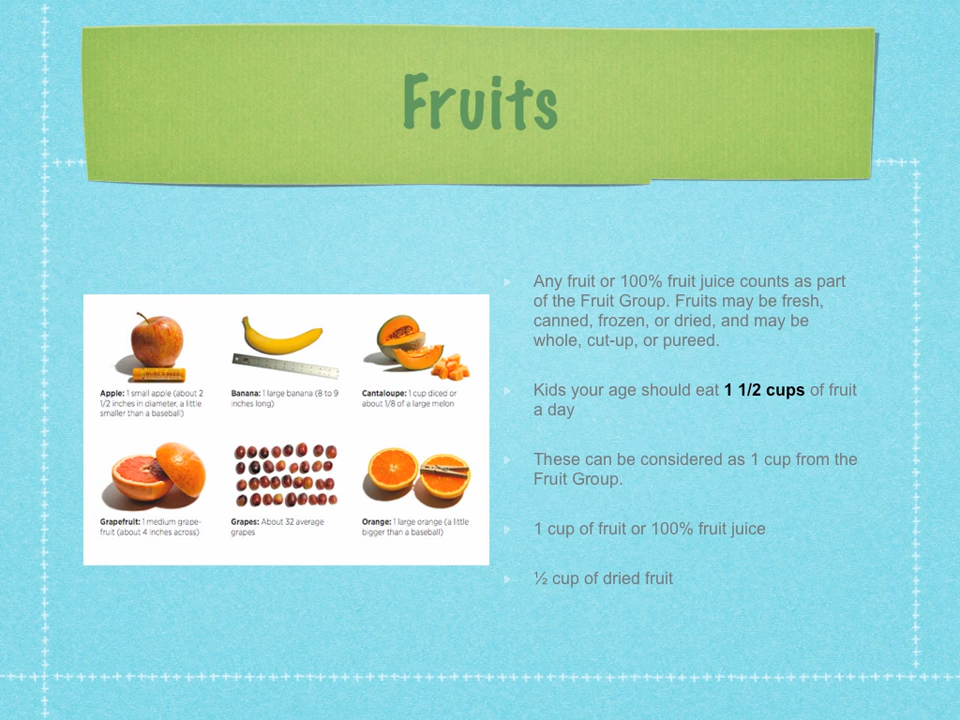 Fruits
Apple: 1 small apple (about 2
1/2 inches in diameter, a little
smaller than a baseball)
Banana: 1 large banana (8 to 9
inches long)
Cantaloupe: 1 cup diced or
about 1/8 of a large melon
Grapefruit: 1 medium grape-
fruit (about 4 inches across)
Grapes: About 32 average
grapes
Orange: 1 large orange (a little
bigger than a baseball)
Any fruit or 100% fruit juice counts as part
of the Fruit Group. Fruits may be fresh,
canned, frozen, or dried, and may be
whole, cut-up, or pureed.
Kids your age should eat 1 1/2 cups of fruit
a day
These can be considered as 1 cup from the
Fruit Group.
1 cup of fruit or 100% fruit juice
½ cup of dried fruit